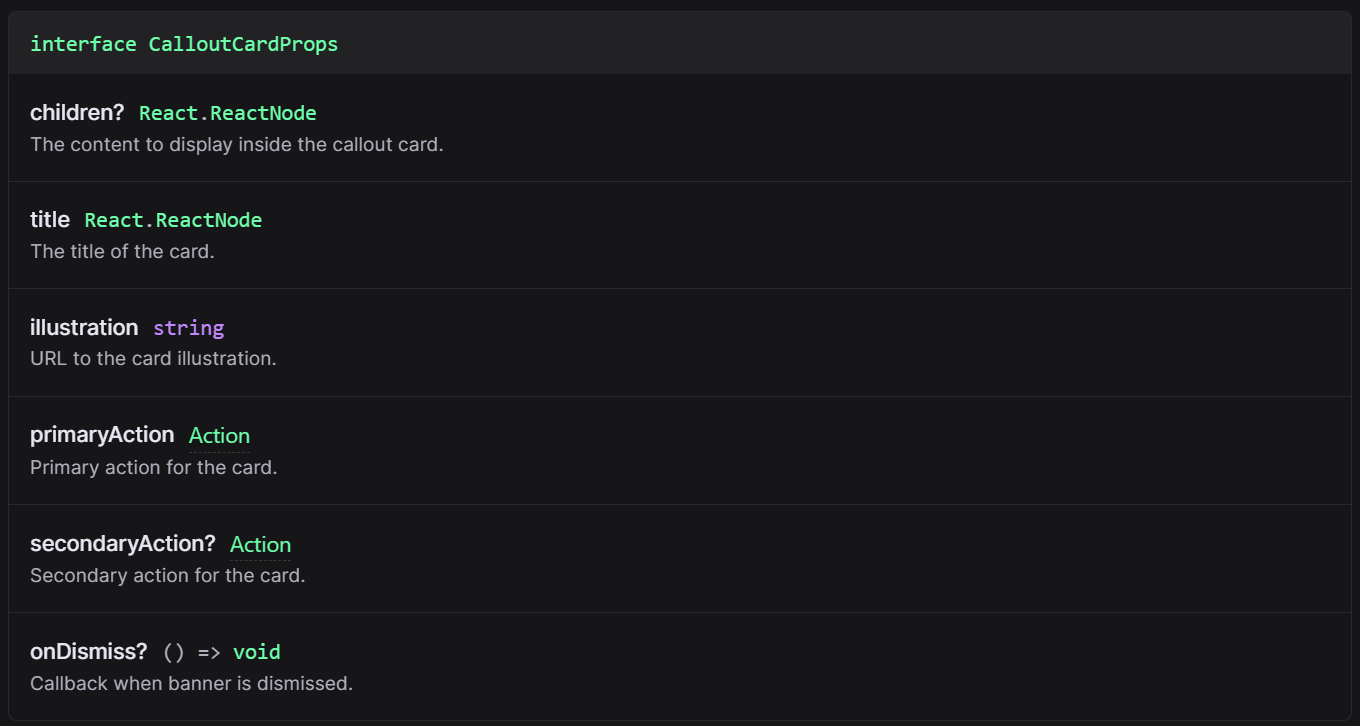 interface CalloutCardProps
children? React.ReactNode
The content to display inside the callout card.
title React.ReactNode
The title of the card.
illustration string
URL to the card illustration.
primaryAction Action
Primary action for the card.
secondaryAction? Action
Secondary action for the card.
onDismiss? () => void
Callback when banner is dismissed.